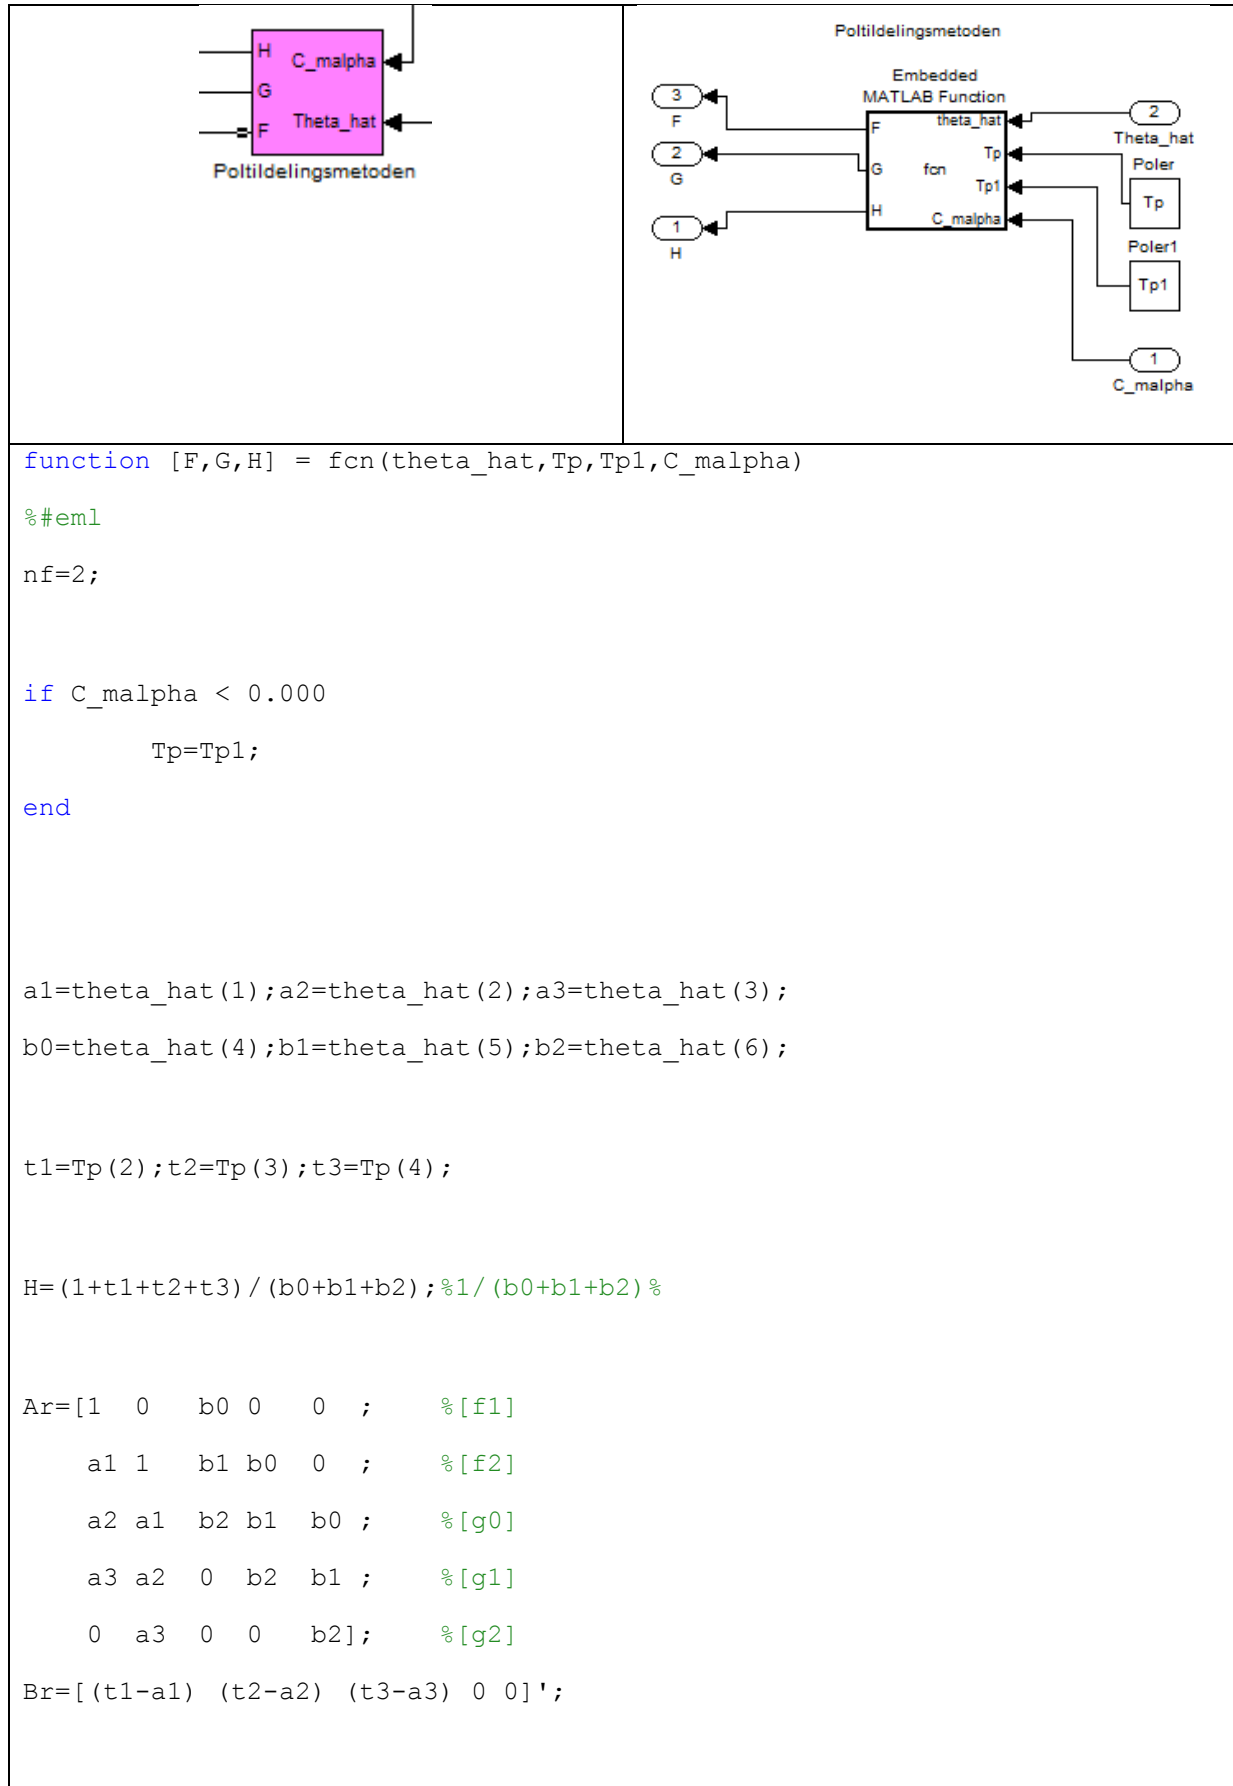 H C_malpha
G
F Theta_hat
Poltildelingsmetoden
Poltildelingsmetoden
Embedded
MATLAB Function
3
F
2
G
1
H
F theta_hat
Tp
G fcn
Tp1
H C_malpha
2
Theta_hat
Poler
Tp
Poler1
Tp1
1
C_malpha
function [F,G,H] = fcn(theta_hat,Tp,Tp1,C_malpha)
%#eml
nf=2;
if C_malpha < 0.000
Tp=Tp1;
end
a1=theta_hat(1);a2=theta_hat(2);a3=theta_hat(3);
b0=theta_hat(4);b1=theta_hat(5);b2=theta_hat(6);
t1=Tp(2);t2=Tp(3);t3=Tp(4);
H=(1+t1+t2+t3)/(b0+b1+b2);%1/(b0+b1+b2)%
Ar=[1 0 b0 0 0 ; %[f1]
a1 1 b1 b0 0 ; %[f2]
a2 a1 b2 b1 b0 ; %[g0]
a3 a2 0 b2 b1 ; %[g1]
0 a3 0 0 b2]; %[g2]
Br=[(t1-a1) (t2-a2) (t3-a3) 0 0]';